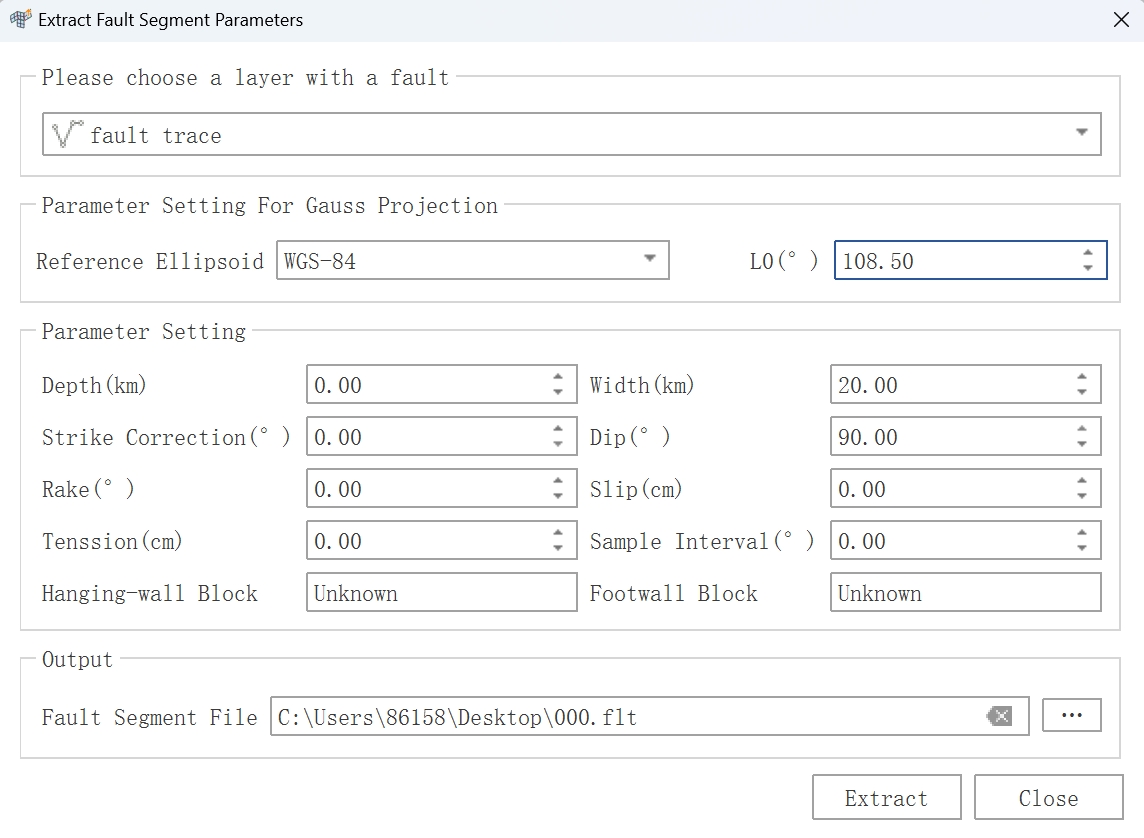 Extract Fault Segment Parameters
Please choose a layer with a fault
fault trace
Parameter Setting For Gauss Projection
Reference Ellipsoid WGS-84 L0(° ) 108.50
Parameter Setting
Depth(km) 0.00 Width(km) 20.00
Strike Correction(° ) 0.00 Dip(° ) 90.00
Rake(° ) 0.00 Slip(cm) 0.00
Tenssion(cm) 0.00 Sample Interval(° ) 0.00
Hanging-wall Block Unknown Footwall Block Unknown
Output
Fault Segment File C:\Users\86158\Desktop\000.flt ...
Extract Close